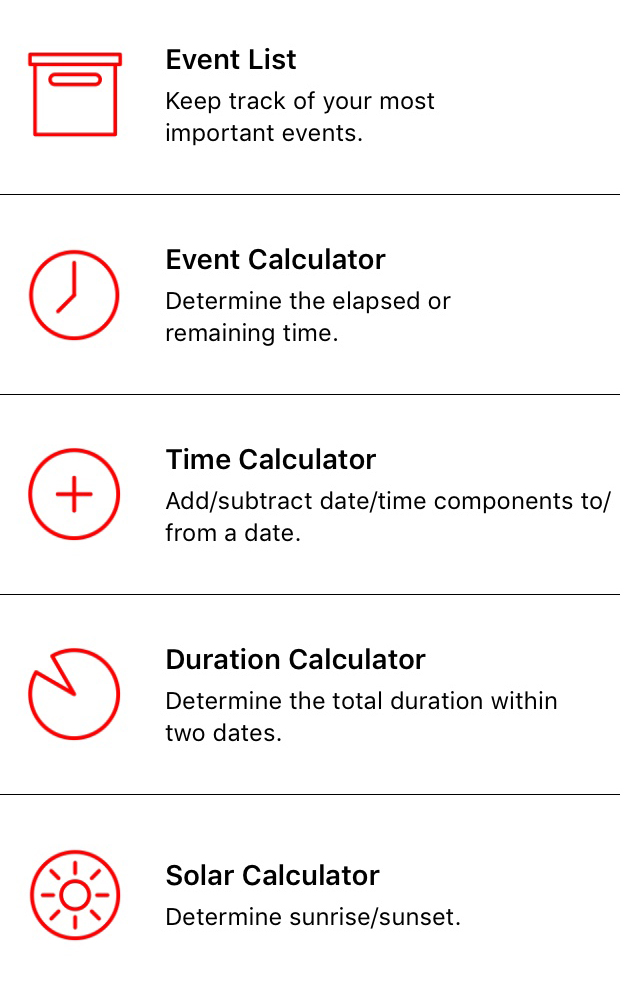 Event List
Keep track of your most
important events.
Event Calculator
Determine the elapsed or
remaining time.
Time Calculator
Add/subtract date/time components to/
from a date.
Duration Calculator
Determine the total duration within
two dates.
Solar Calculator
Determine sunrise/sunset.